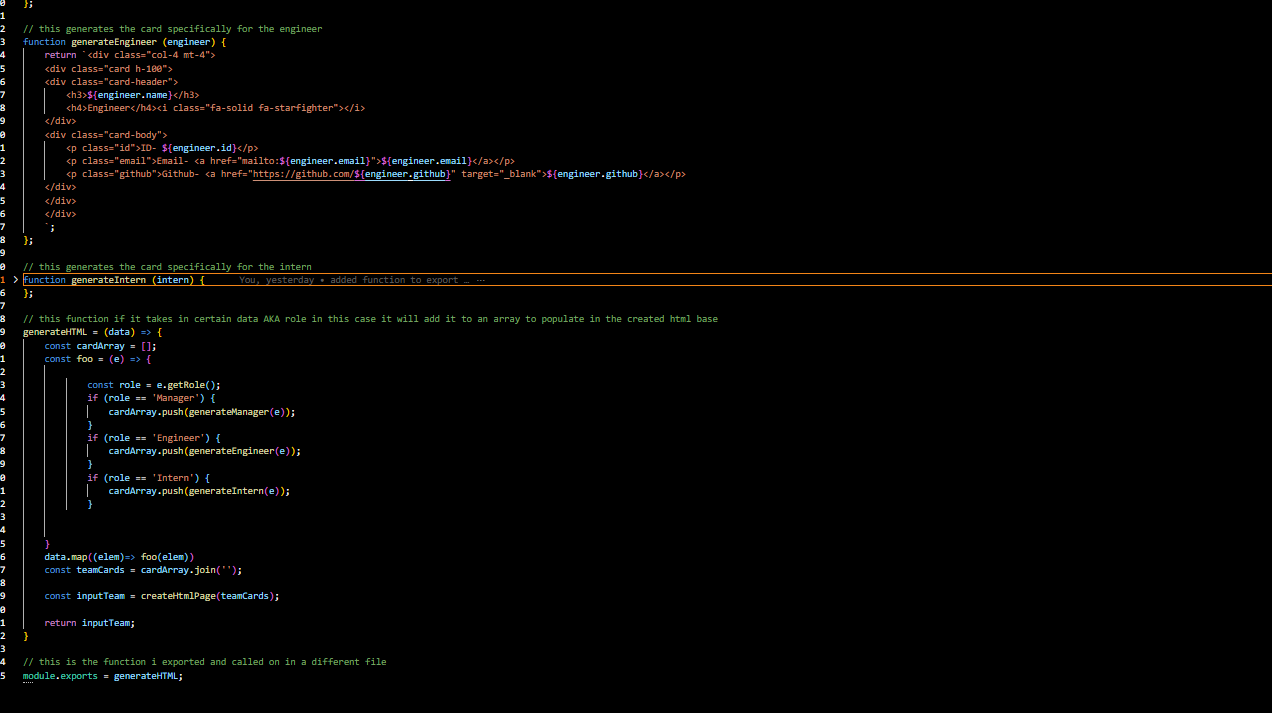 0 };
1
2 // this generates the card specifically for the engineer
3 function generateEngineer (engineer) {
4 return `<div class="col-4 mt-4">
5 <div class="card h-100">
6 <div class="card-header">
7 <h3>${engineer.name}</h3>
8 <h4>Engineer</h4><i class="fa-solid fa-starfighter"></i>
9 </div>
0 <div class="card-body">
1 <p class="id">ID- ${engineer.id}</p>
2 <p class="email">Email- <a href="mailto:${engineer.email}">${engineer.email}</a></p>
3 <p class="github">Github- <a href="https://github.com/${engineer.github}" target="_blank">${engineer.github}</a></p>
4 </div>
5 </div>
6 </div>
7 `;
8 };
9
0 // this generates the card specifically for the intern
1 function generateIntern (intern) { You, yesterday • added function to export … ···
6 };
7
8 // this function if it takes in certain data AKA role in this case it will add it to an array to populate in the created html base
9 generateHTML = (data) => {
0 const cardArray = [];
1 const foo = (e) => {
2
3 const role = e.getRole();
4 if (role == 'Manager') {
5 cardArray.push(generateManager(e));
6 }
7 if (role == 'Engineer') {
8 cardArray.push(generateEngineer(e));
9 }
0 if (role == 'Intern') {
1 cardArray.push(generateIntern(e));
2 }
3
4
5 }
6 data.map((elem)=> foo(elem))
7 const teamCards = cardArray.join('');
8
9 const inputTeam = createHtmlPage(teamCards);
0
1 return inputTeam;
2 }
3
4 // this is the function i exported and called on in a different file
5 module.exports = generateHTML;